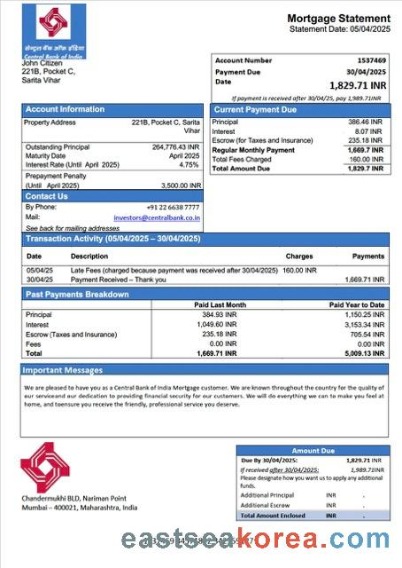 Mortgage Statement
Statement Date: 05/04/2025
सेन्ट्रल बैंक ऑफ इंडिया
Central Bank of India
John Citizen
221B, Pocket C,
Sarita Vihar
Account Number 1537469
Payment Due 30/04/2025
Date 1,829.71 INR
If payment is received after 30/04/25, pay 1,989.71INR
Account Information
Property Address 221B, Pocket C, Sarita
Vihar
Outstanding Principal 264,776.43 INR
Maturity Date April 2025
Interest Rate (Until April 2025) 4.75%
Prepayment Penalty
(Until April 2025) 3,500.00 INR
Contact Us
By Phone: +91 22 6638 7777
Mail: investors@centralbank.co.in
See back for mailing addresses
Current Payment Due
Principal 386.46 INR
Interest 8.07 INR
Escrow (for Taxes and Insurance) 235.18 INR
Regular Monthly Payment 1,669.7 INR
Total Fees Charged 160.00 INR
Total Amount Due 1,829.7 INR
Transaction Activity (05/04/2025 – 30/04/2025)
Date Description Charges Payments
05/04/25 Late Fees (charged because payment was received after 30/04/2025) 160.00 INR
30/04/25 Payment Received – Thank you 1,669.71 INR
Past Payments Breakdown
Paid Last Month Paid Year to Date
Principal 384.93 INR 1,150.25 INR
Interest 1,049.60 INR 3,153.34 INR
Escrow (Taxes and Insurance) 235.18 INR 705.54 INR
Fees 0.00 INR 0.00 INR
Total 1,669.71 INR 5,009.13 INR
Important Messages
We are pleased to have you as a Central Bank of India Mortgage customer. We are known throughout the country for the quality of
our serviceand our dedication to providing financial security for our customers. We will do everything we can to make you feel at
home, and toensure you receive the friendly, professional service you deserve.
Chandermukhi BLD, Nariman Point
Mumbai – 400021, Maharashtra, India
Amount Due
Due By 30/04/2025: 1,829.71 INR
If received after 30/04/2025: 1,989.71INR
Please designate how you want us to apply any additional
funds.
Additional Principal INR .
Additional Escrow INR .
Total Amount Enclosed INR .
eastseakorea.com